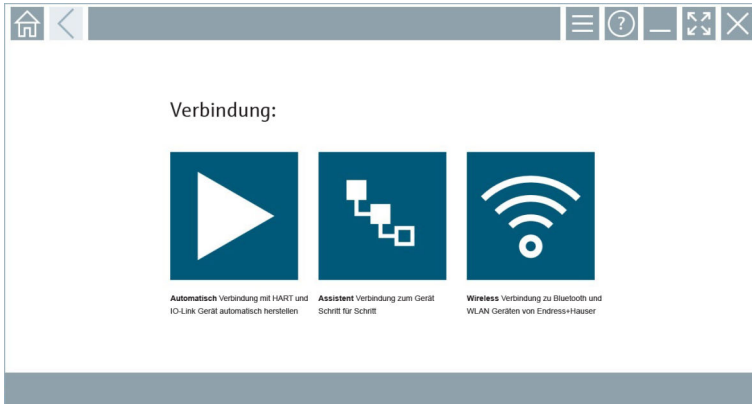 Verbindung:
Automatisch Verbindung mit HART und
IO-Link Gerät automatisch herstellen
Assistent Verbindung zum Gerät
Schritt für Schritt
Wireless Verbindung zu Bluetooth und
WLAN Geräten von Endress+Hauser